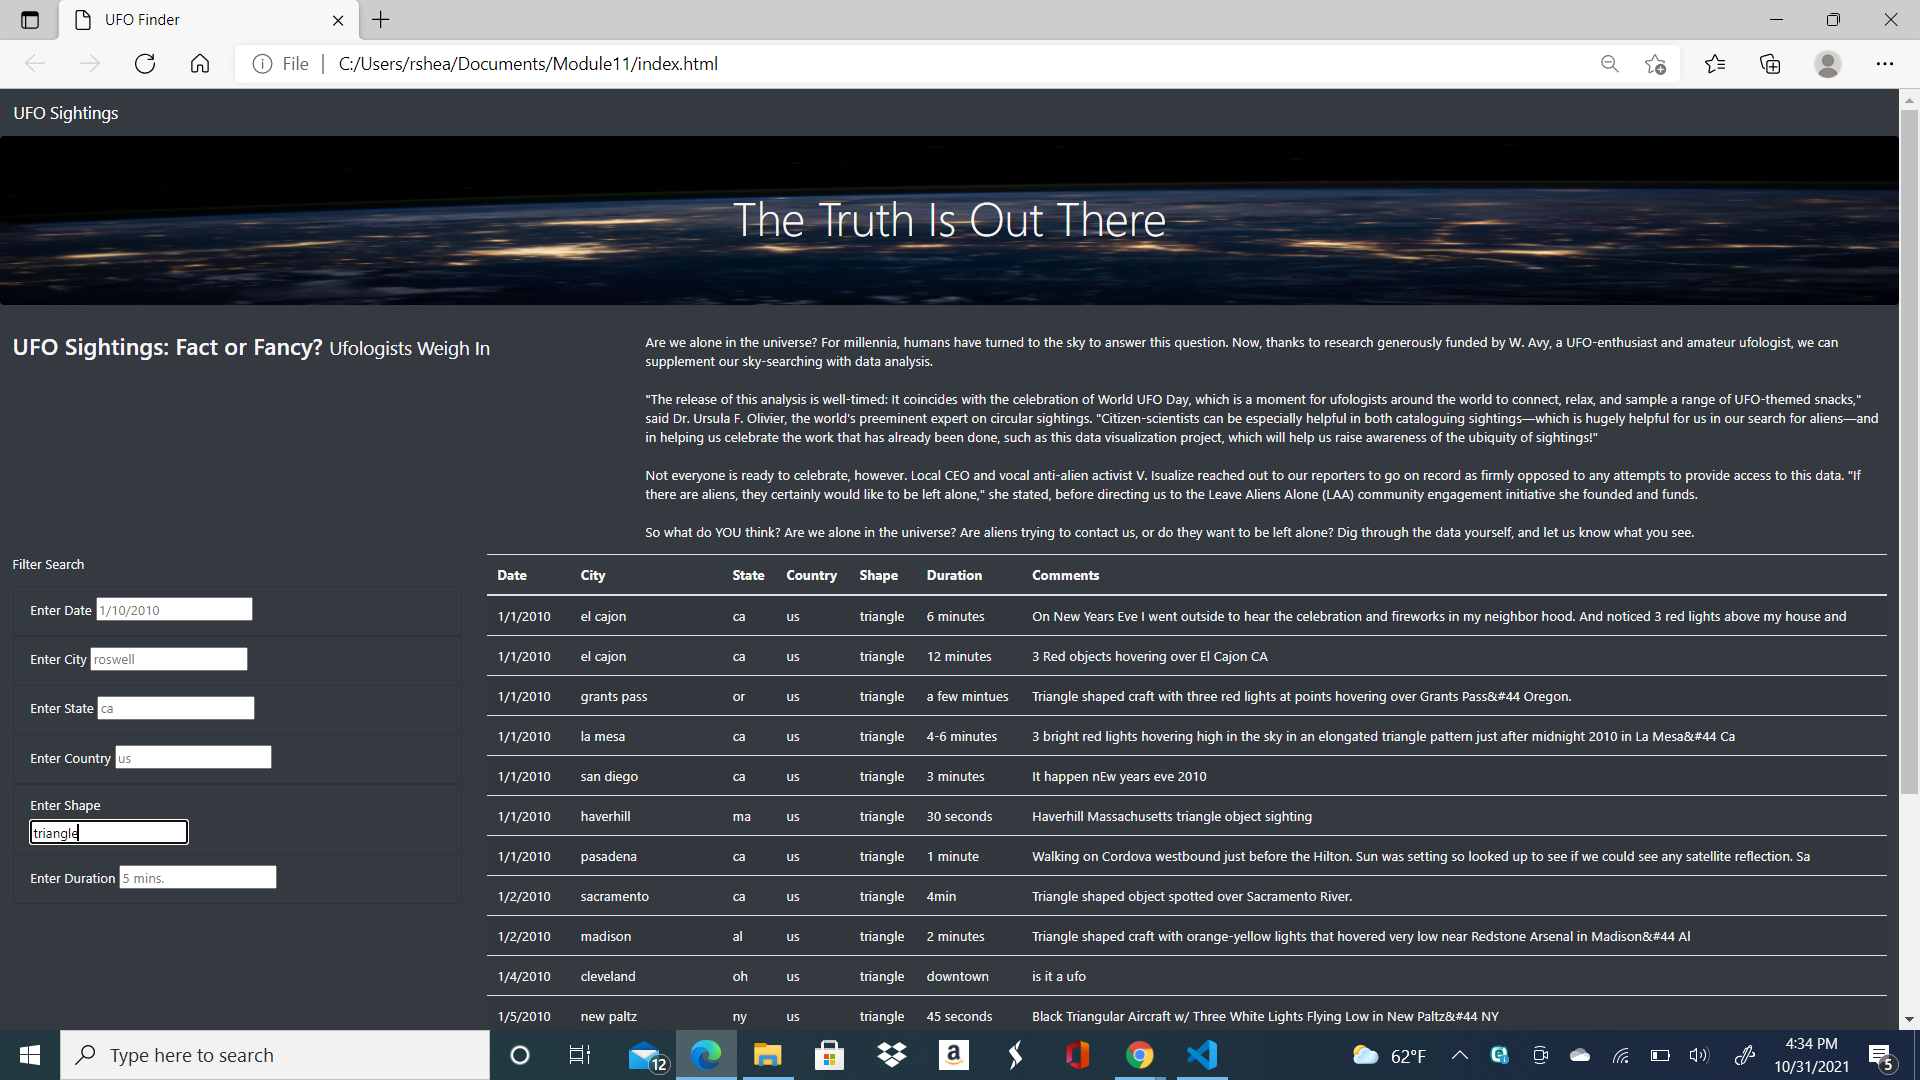 UFO Finder
File | C:/Users/rshea/Documents/Module11/index.html
UFO Sightings
The Truth Is Out There
UFO Sightings: Fact or Fancy? Ufologists Weigh In
Are we alone in the universe? For millennia, humans have turned to the sky to answer this question. Now, thanks to research generously funded by W. Avy, a UFO-enthusiast and amateur ufologist, we can
supplement our sky-searching with data analysis.
"The release of this analysis is well-timed: It coincides with the celebration of World UFO Day, which is a moment for ufologists around the world to connect, relax, and sample a range of UFO-themed snacks,"
said Dr. Ursula F. Olivier, the world's preeminent expert on circular sightings. "Citizen-scientists can be especially helpful in both cataloguing sightings—which is hugely helpful for us in our search for aliens—and
in helping us celebrate the work that has already been done, such as this data visualization project, which will help us raise awareness of the ubiquity of sightings!"
Not everyone is ready to celebrate, however. Local CEO and vocal anti-alien activist V. Isualize reached out to our reporters to go on record as firmly opposed to any attempts to provide access to this data. "If
there are aliens, they certainly would like to be left alone," she stated, before directing us to the Leave Aliens Alone (LAA) community engagement initiative she founded and funds.
So what do YOU think? Are we alone in the universe? Are aliens trying to contact us, or do they want to be left alone? Dig through the data yourself, and let us know what you see.
Filter Search
Enter Date 1/10/2010
Enter City roswell
Enter State ca
Enter Country us
Enter Shape
triangle
Enter Duration 5 mins.
Date City State Country Shape Duration Comments
1/1/2010 el cajon ca us triangle 6 minutes On New Years Eve I went outside to hear the celebration and fireworks in my neighbor hood. And noticed 3 red lights above my house and
1/1/2010 el cajon ca us triangle 12 minutes 3 Red objects hovering over El Cajon CA
1/1/2010 grants pass or us triangle a few mintues Triangle shaped craft with three red lights at points hovering over Grants Pass&#44 Oregon.
1/1/2010 la mesa ca us triangle 4-6 minutes 3 bright red lights hovering high in the sky in an elongated triangle pattern just after midnight 2010 in La Mesa&#44 Ca
1/1/2010 san diego ca us triangle 3 minutes It happen nEw years eve 2010
1/1/2010 haverhill ma us triangle 30 seconds Haverhill Massachusetts triangle object sighting
1/1/2010 pasadena ca us triangle 1 minute Walking on Cordova westbound just before the Hilton. Sun was setting so looked up to see if we could see any satellite reflection. Sa
1/2/2010 sacramento ca us triangle 4min Triangle shaped object spotted over Sacramento River.
1/2/2010 madison al us triangle 2 minutes Triangle shaped craft with orange-yellow lights that hovered very low near Redstone Arsenal in Madison&#44 Al
1/4/2010 cleveland oh us triangle downtown is it a ufo
1/5/2010 new paltz ny us triangle 45 seconds Black Triangular Aircraft w/ Three White Lights Flying Low in New Paltz&#44 NY
Type here to search
12
a
62°F
4:34 PM
10/31/2021
5